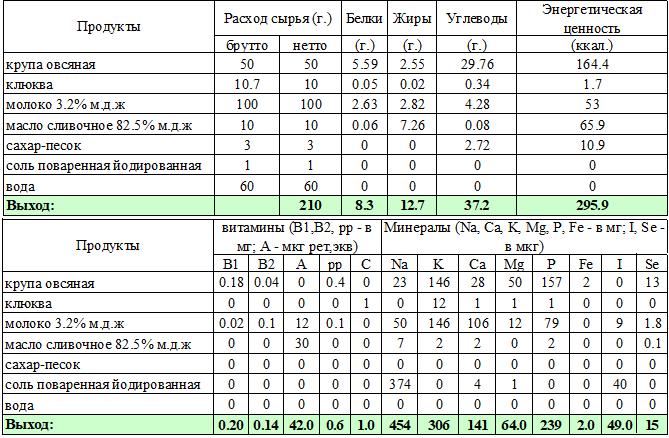 Продукты Расход сырья (г.) Белки Жиры Углеводы Энергетическая ценность
брутто нетто (г.) (г.) (г.) (ккал.)
крупа овсяная 50 50 5.59 2.55 29.76 164.4
клюква 10.7 10 0.05 0.02 0.34 1.7
молоко 3.2% м.д.ж 100 100 2.63 2.82 4.28 53
масло сливочное 82.5% м.д.ж 10 10 0.06 7.26 0.08 65.9
сахар-песок 3 3 0 0 2.72 10.9
соль поваренная йодированная 1 1 0 0 0 0
вода 60 60 0 0 0 0
Выход: 210 8.3 12.7 37.2 295.9
Продукты витамины (B1,B2, pp - в мг; A - мкг рет,экв) Минералы (Na, Ca, K, Mg, P, Fe - в мг; I, Se - в мкг)
B1 B2 A pp C Na K Ca Mg P Fe I Se
крупа овсяная 0.18 0.04 0 0.4 0 23 146 28 50 157 2 0 13
клюква 0 0 0 0 1 0 12 1 1 1 0 0 0
молоко 3.2% м.д.ж 0.02 0.1 12 0.1 0 50 146 106 12 79 0 9 1.8
масло сливочное 82.5% м.д.ж 0 0 30 0 0 7 2 2 0 2 0 0 0.1
сахар-песок 0 0 0 0 0 0 0 0 0 0 0 0 0
соль поваренная йодированная 0 0 0 0 0 374 0 4 1 0 0 40 0
вода 0 0 0 0 0 0 0 0 0 0 0 0 0
Выход: 0.20 0.14 42.0 0.6 1.0 454 306 141 64.0 239 2.0 49.0 15